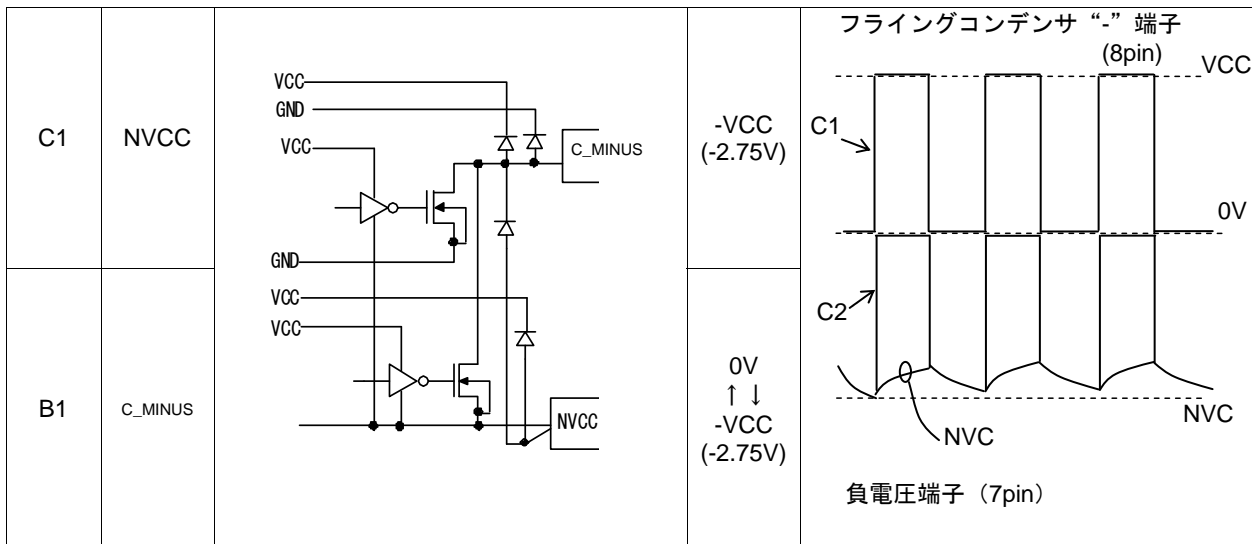 C1
NVCC
VCC
GND
VCC
C_MINUS
GND
VCC
VCC
NVCC
-VCC
(-2.75V)
B1
C_MINUS
0V
↑ ↓
-VCC
(-2.75V)
フライングコンデンサ “-” 端子
(8pin)
VCC
C1
0V
C2
NVC
NVC
負電圧端子（7pin）